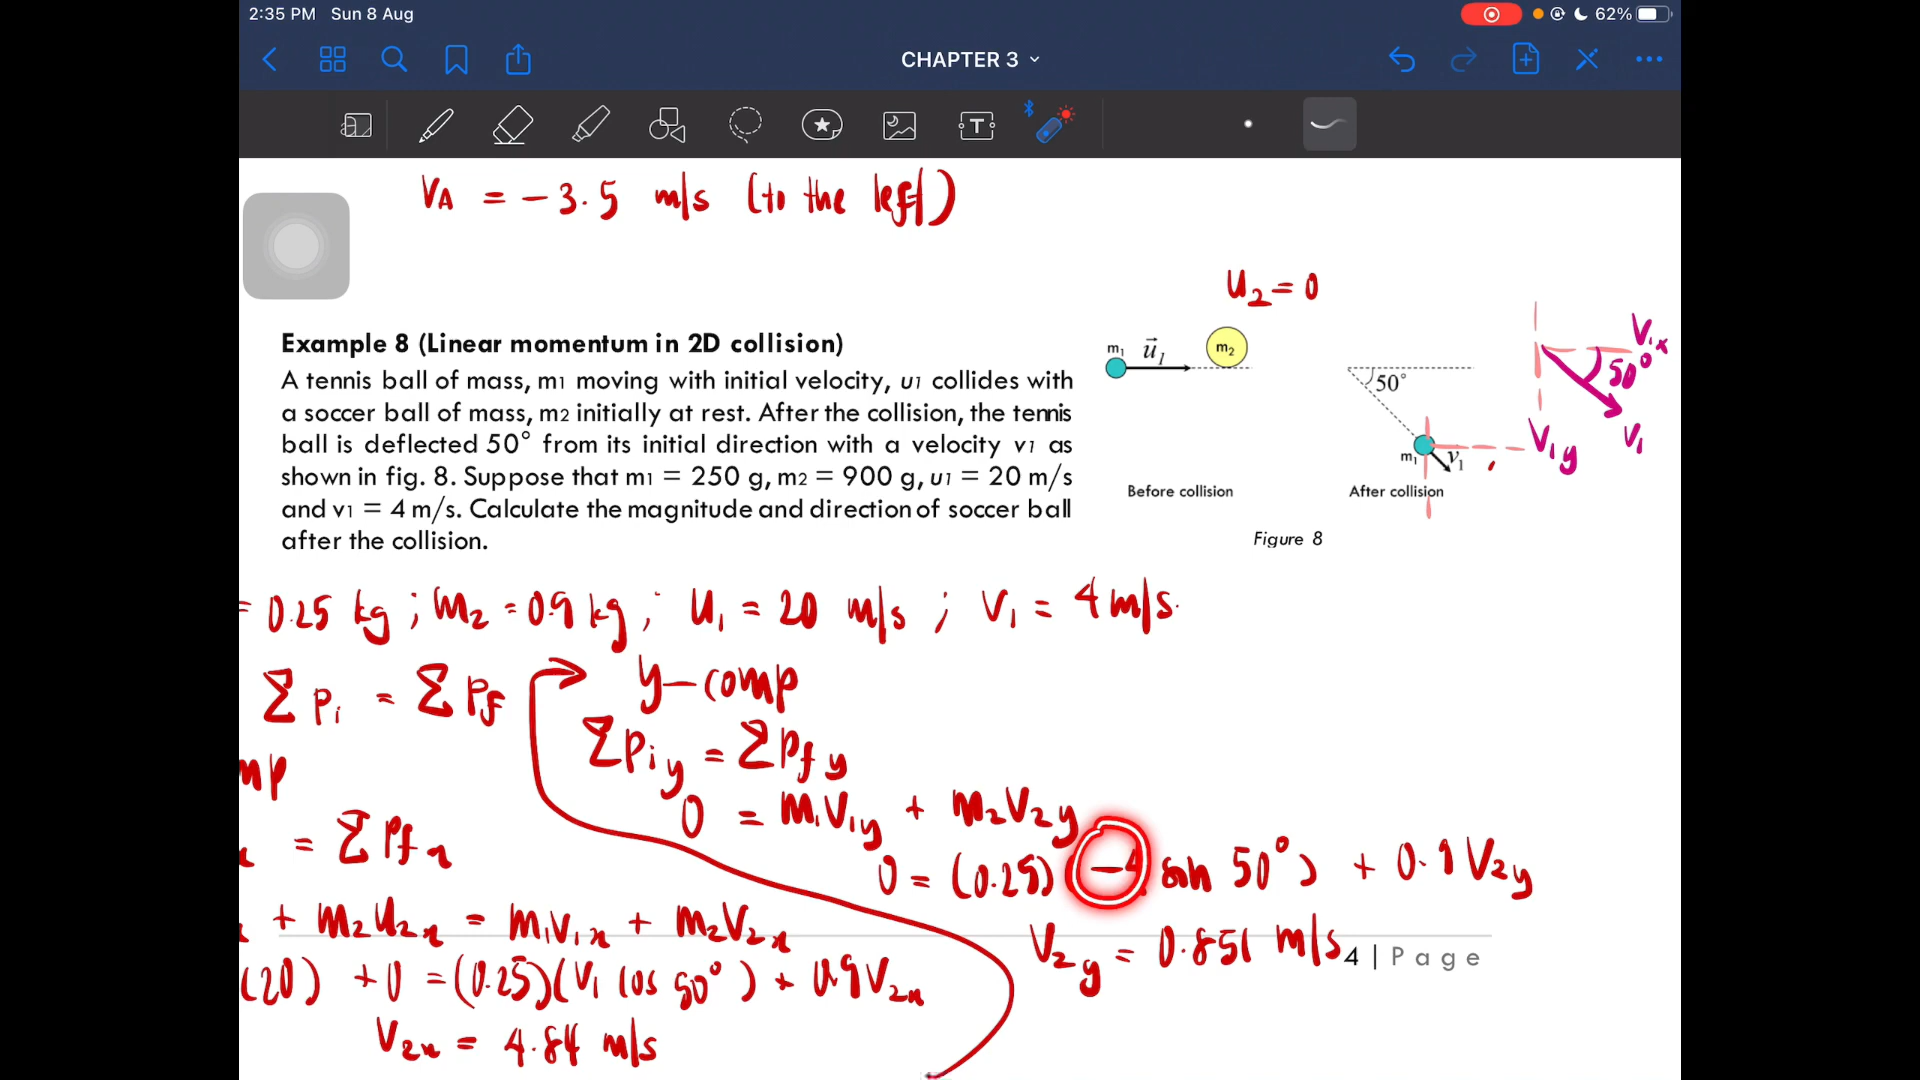 2:35 PM Sun 8 Aug
62%
CHAPTER 3
VA = -3.5 m/s (to the left)
u2 = 0
Example 8 (Linear momentum in 2D collision)
A tennis ball of mass, m1 moving with initial velocity, u1 collides with
a soccer ball of mass, m2 initially at rest. After the collision, the tennis
ball is deflected 50° from its initial direction with a velocity v1 as
shown in fig. 8. Suppose that m1 = 250 g, m2 = 900 g, u1 = 20 m/s
and v1 = 4 m/s. Calculate the magnitude and direction of soccer ball
after the collision.
m1 u⃗1 m2
Before collision
50°
m1 v1
After collision
Figure 8
V1x
50°
V1
V1y
= 0.25 kg ; m2 = 0.9 kg ; u1 = 20 m/s ; v1 = 4 m/s.
Σ Pi = Σ Pf
y-comp
ΣPiy = ΣPfy
mp
0 = m1V1y + m2V2y
x = ΣPfx
0 = (0.25)(-4 sin 50°) + 0.9 V2y
x + m2u2x = m1v1x + m2V2x
V2y = 0.851 m/s
4 | Page
(20) + 0 = (0.25)(V1 cos 50°) + 0.9V2x
V2x = 4.84 m/s